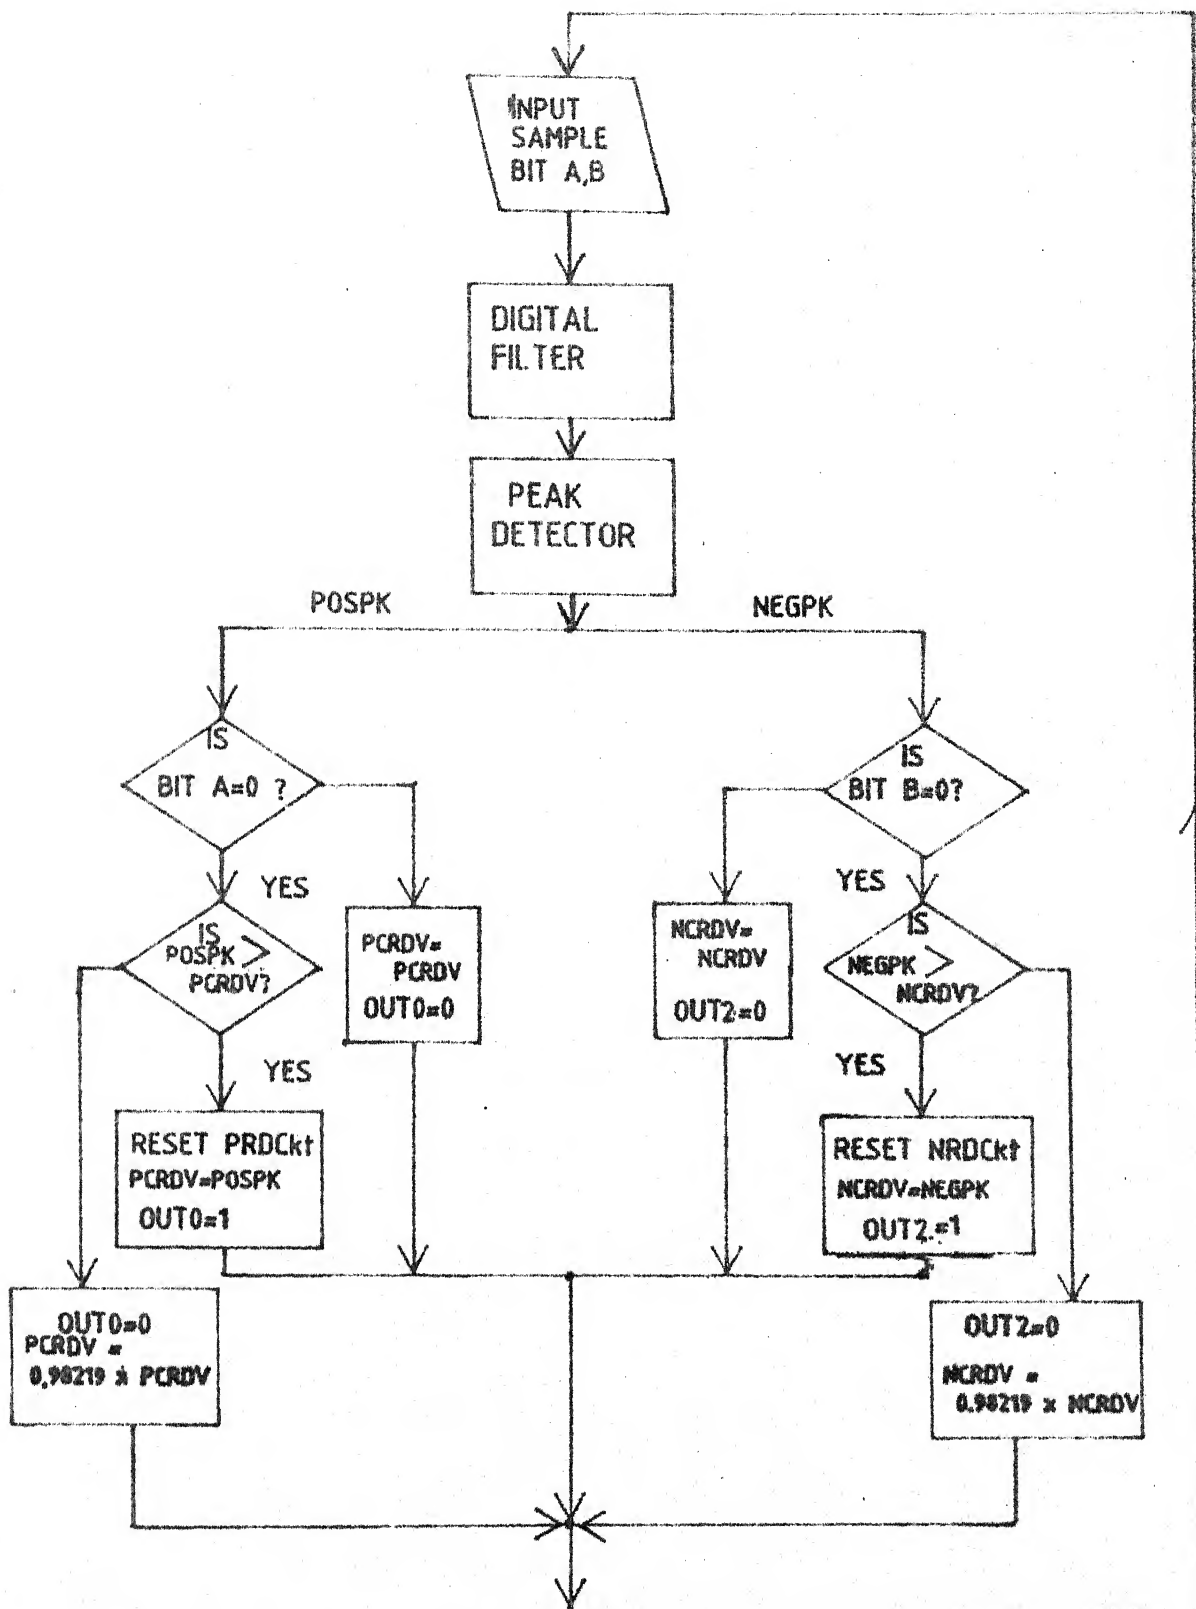 INPUT
SAMPLE
BIT A,B
DIGITAL
FILTER
PEAK
DETECTOR
POSPK
NEGPK
IS
BIT A=0 ?
IS
BIT B=0?
YES
YES
IS
POSPK >
PCRDV?
PCRDV=
PCRDV
OUT0=0
NCRDV=
NCRDV
OUT2=0
IS
NEGPK >
NCRDV?
YES
YES
RESET PRDCkt
PCRDV=POSPK
OUT0=1
RESET NRDCkt
NCRDV=NEGPK
OUT2.=1
OUT0=0
PCRDV =
0.98219 x PCRDV
OUT2=0
NCRDV =
0.98219 x NCRDV